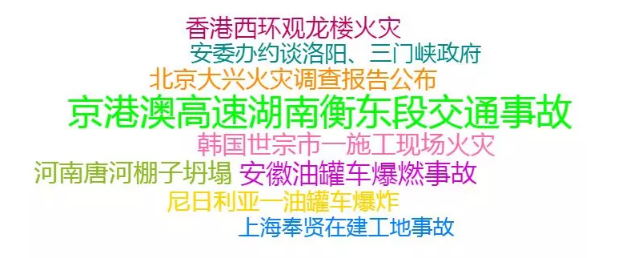 香港西环观龙楼火灾
安委办约谈洛阳、三门峡政府
北京大兴火灾调查报告公布
京港澳高速湖南衡东段交通事故
韩国世宗市一施工现场火灾
河南唐河棚子坍塌 安徽油罐车爆燃事故
尼日利亚一油罐车爆炸
上海奉贤在建工地事故